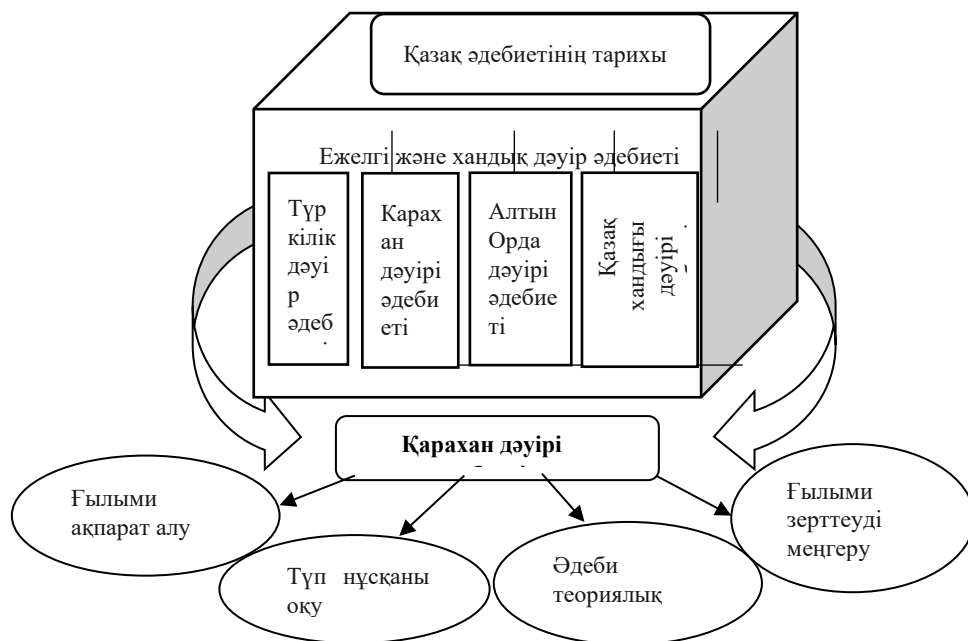 Қазақ әдебиетінің тарихы
Ежелгі және хандық дәуір әдебиеті
Түр
кілік
дәуі
р
әдеб
Карах
ан
дәуірі
әдеби
еті
Алтын
Орда
дәуірі
әдебие
ті
Қазақ
хандығы
дәуірі
Қарахан дәуірі
Ғылыми
ақпарат алу
Түп нұсқаны
оқу
Әдеби
теориялық
Ғылыми
зерттеуді
меңгеру